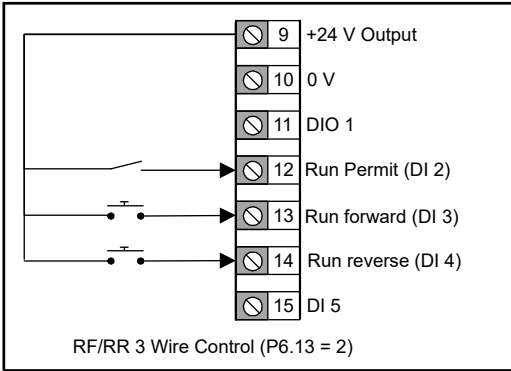 9 +24 V Output
10 0 V
11 DIO 1
12 Run Permit (DI 2)
13 Run forward (DI 3)
14 Run reverse (DI 4)
15 DI 5
RF/RR 3 Wire Control (P6.13 = 2)